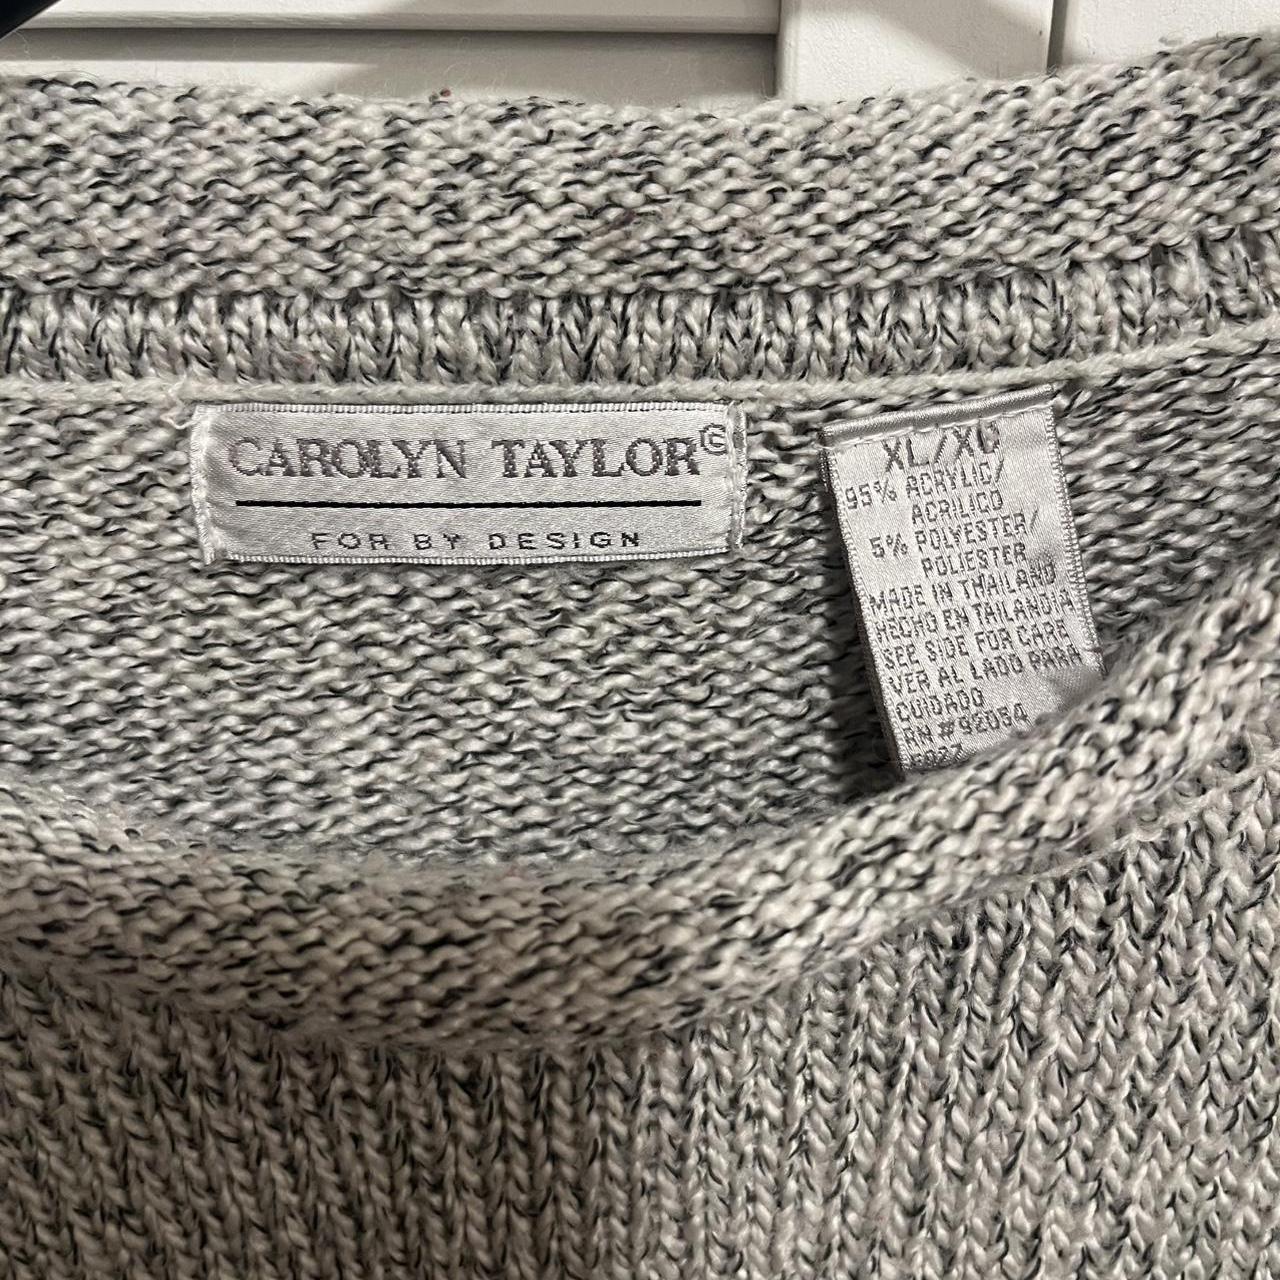 CAROLYN TAYLOR®
FOR BY DESIGN
XL/XG
95% ACRYLIC/
ACRILICO
5% POLYESTER/
POLIESTER
MADE IN THAILAND
HECHO EN TAILANDIA
SEE SIDE FOR CARE
VER AL LADO PARA
CUIDADO
RN #92054